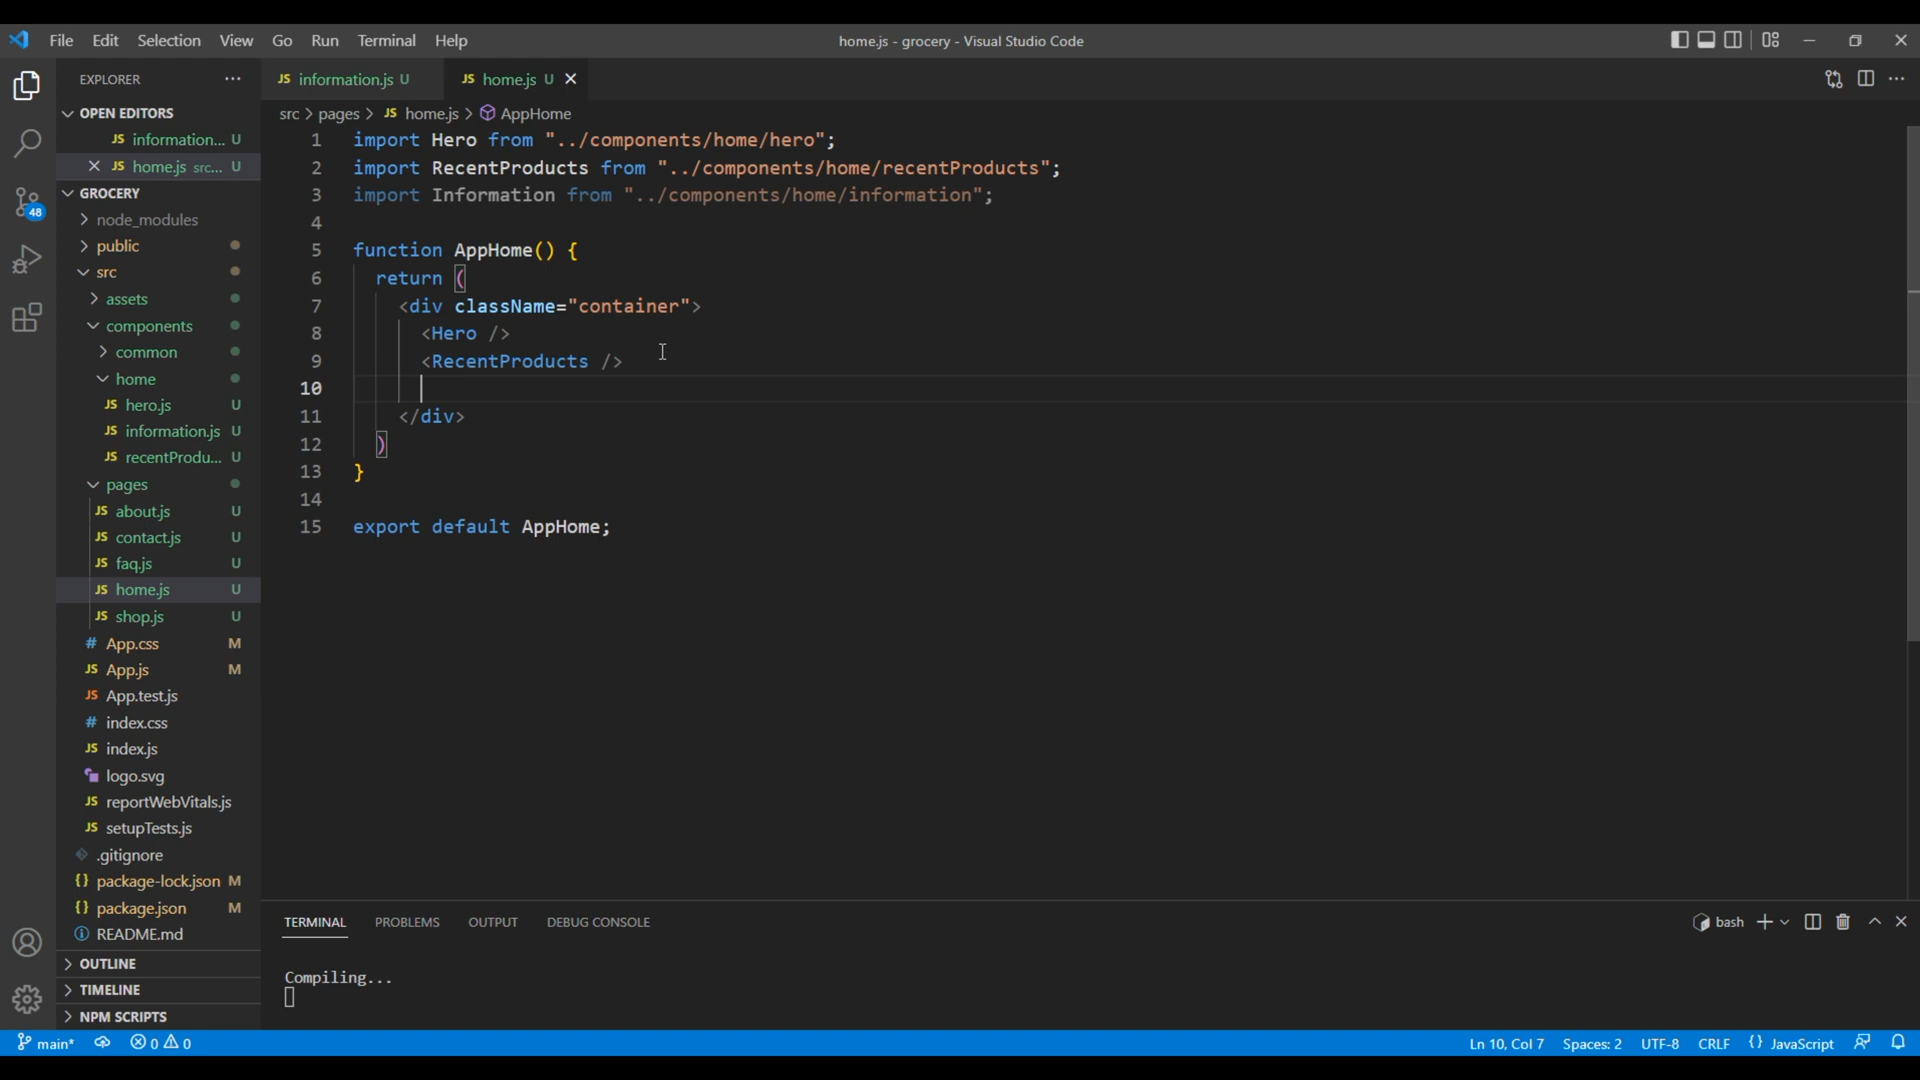 File Edit Selection View Go Run Terminal Help home.js - grocery - Visual Studio Code
EXPLORER
JS information.js U JS home.js U
OPEN EDITORS
JS information... U
JS home.js src... U
GROCERY
node_modules
public
src
assets
components
common
home
JS hero.js U
JS information.js U
JS recentProdu... U
pages
JS about.js U
JS contact.js U
JS faq.js U
JS home.js U
JS shop.js U
# App.css M
JS App.js M
JS App.test.js
# index.css
JS index.js
logo.svg
JS reportWebVitals.js
JS setupTests.js
.gitignore
{} package-lock.json M
{} package.json M
README.md
OUTLINE
TIMELINE
NPM SCRIPTS
48
src > pages > JS home.js > AppHome
1 import Hero from "../components/home/hero";
2 import RecentProducts from "../components/home/recentProducts";
3 import Information from "../components/home/information";
4
5 function AppHome() {
6 return (
7 <div className="container">
8 <Hero />
9 <RecentProducts />
10
11 </div>
12 )
13 }
14
15 export default AppHome;
TERMINAL PROBLEMS OUTPUT DEBUG CONSOLE bash
Compiling...
main* 0 0 Ln 10, Col 7 Spaces: 2 UTF-8 CRLF {} JavaScript